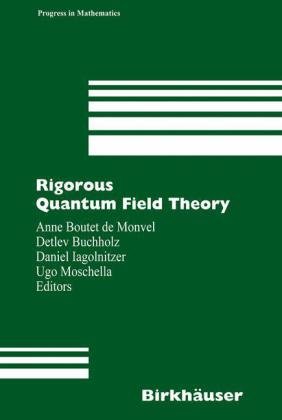 Progress in Mathematics
Rigorous
Quantum Field Theory
Anne Boutet de Monvel
Detlev Buchholz
Daniel Iagolnitzer
Ugo Moschella
Editors
Birkhäuser